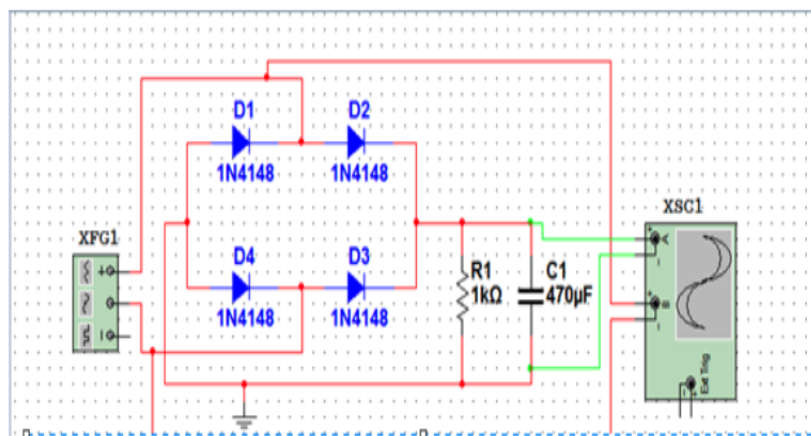 D1
D2
1N4148
1N4148
XSC1
XFG1
D4
D3
R1
1kΩ
C1
470µF
1N4148
1N4148
A
B
Ext Trig